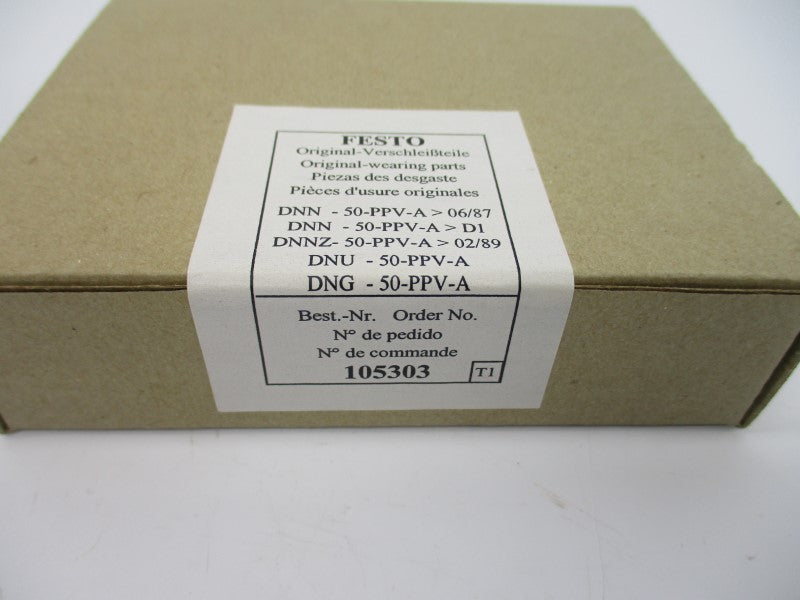 FESTO
Original-Verschleißteile
Original-wearing parts
Piezas des desgaste
Pièces d'usure originales
DNN - 50-PPV-A > 06/87
DNN - 50-PPV-A > D1
DNNZ- 50-PPV-A > 02/89
DNU - 50-PPV-A
DNG - 50-PPV-A
Best.-Nr. Order No.
Nº de pedido
Nº de commande
105303 T1